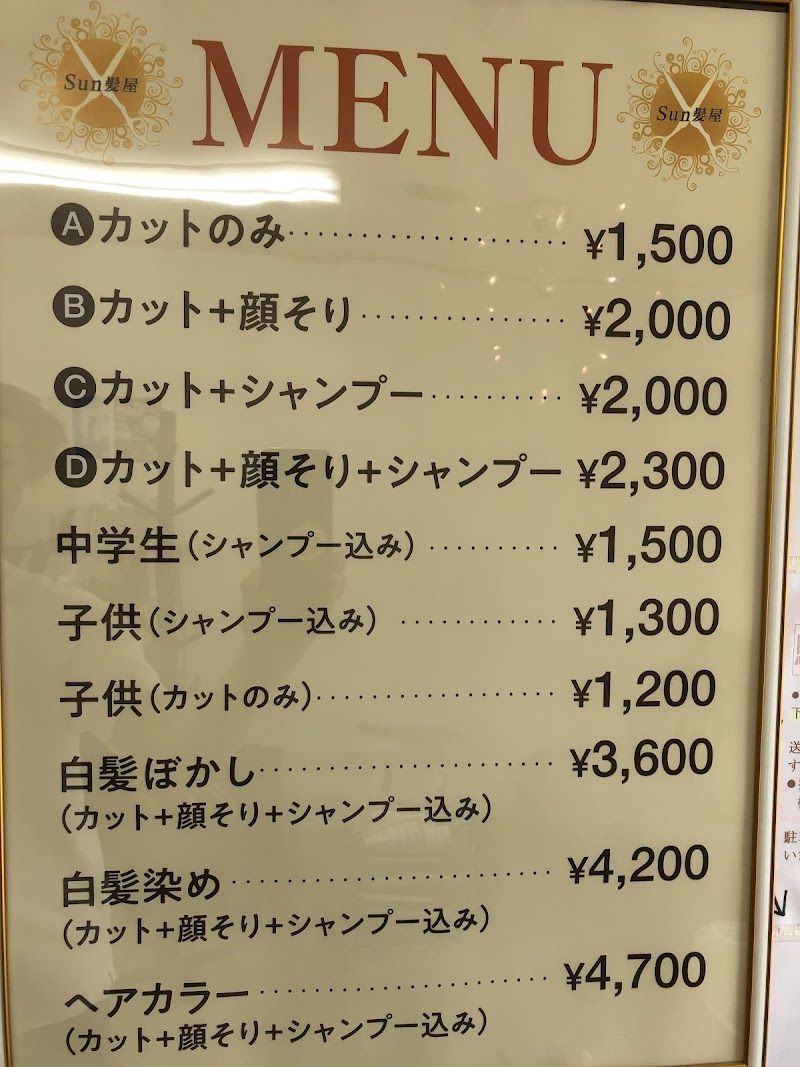 Sun髪屋
MENU
Sun髪屋
Aカットのみ ¥1,500
Bカット+顔そり ¥2,000
Cカット+シャンプー ¥2,000
Dカット+顔そり+シャンプー ¥2,300
中学生(シャンプー込み) ¥1,500
子供(シャンプー込み) ¥1,300
子供(カットのみ) ¥1,200
白髪ぼかし ¥3,600
(カット+顔そり+シャンプー込み)
白髪染め ¥4,200
(カット+顔そり+シャンプー込み)
ヘアカラー ¥4,700
(カット+顔そり+シャンプー込み)